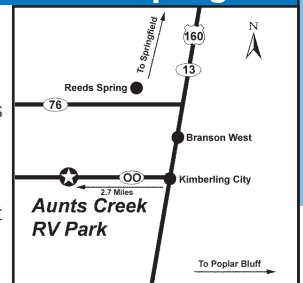 To Springfield
N
160
13
Reeds Spring
76
Branson West
OO
Kimberling City
2.7 Miles
Aunts Creek
RV Park
To Poplar Bluff